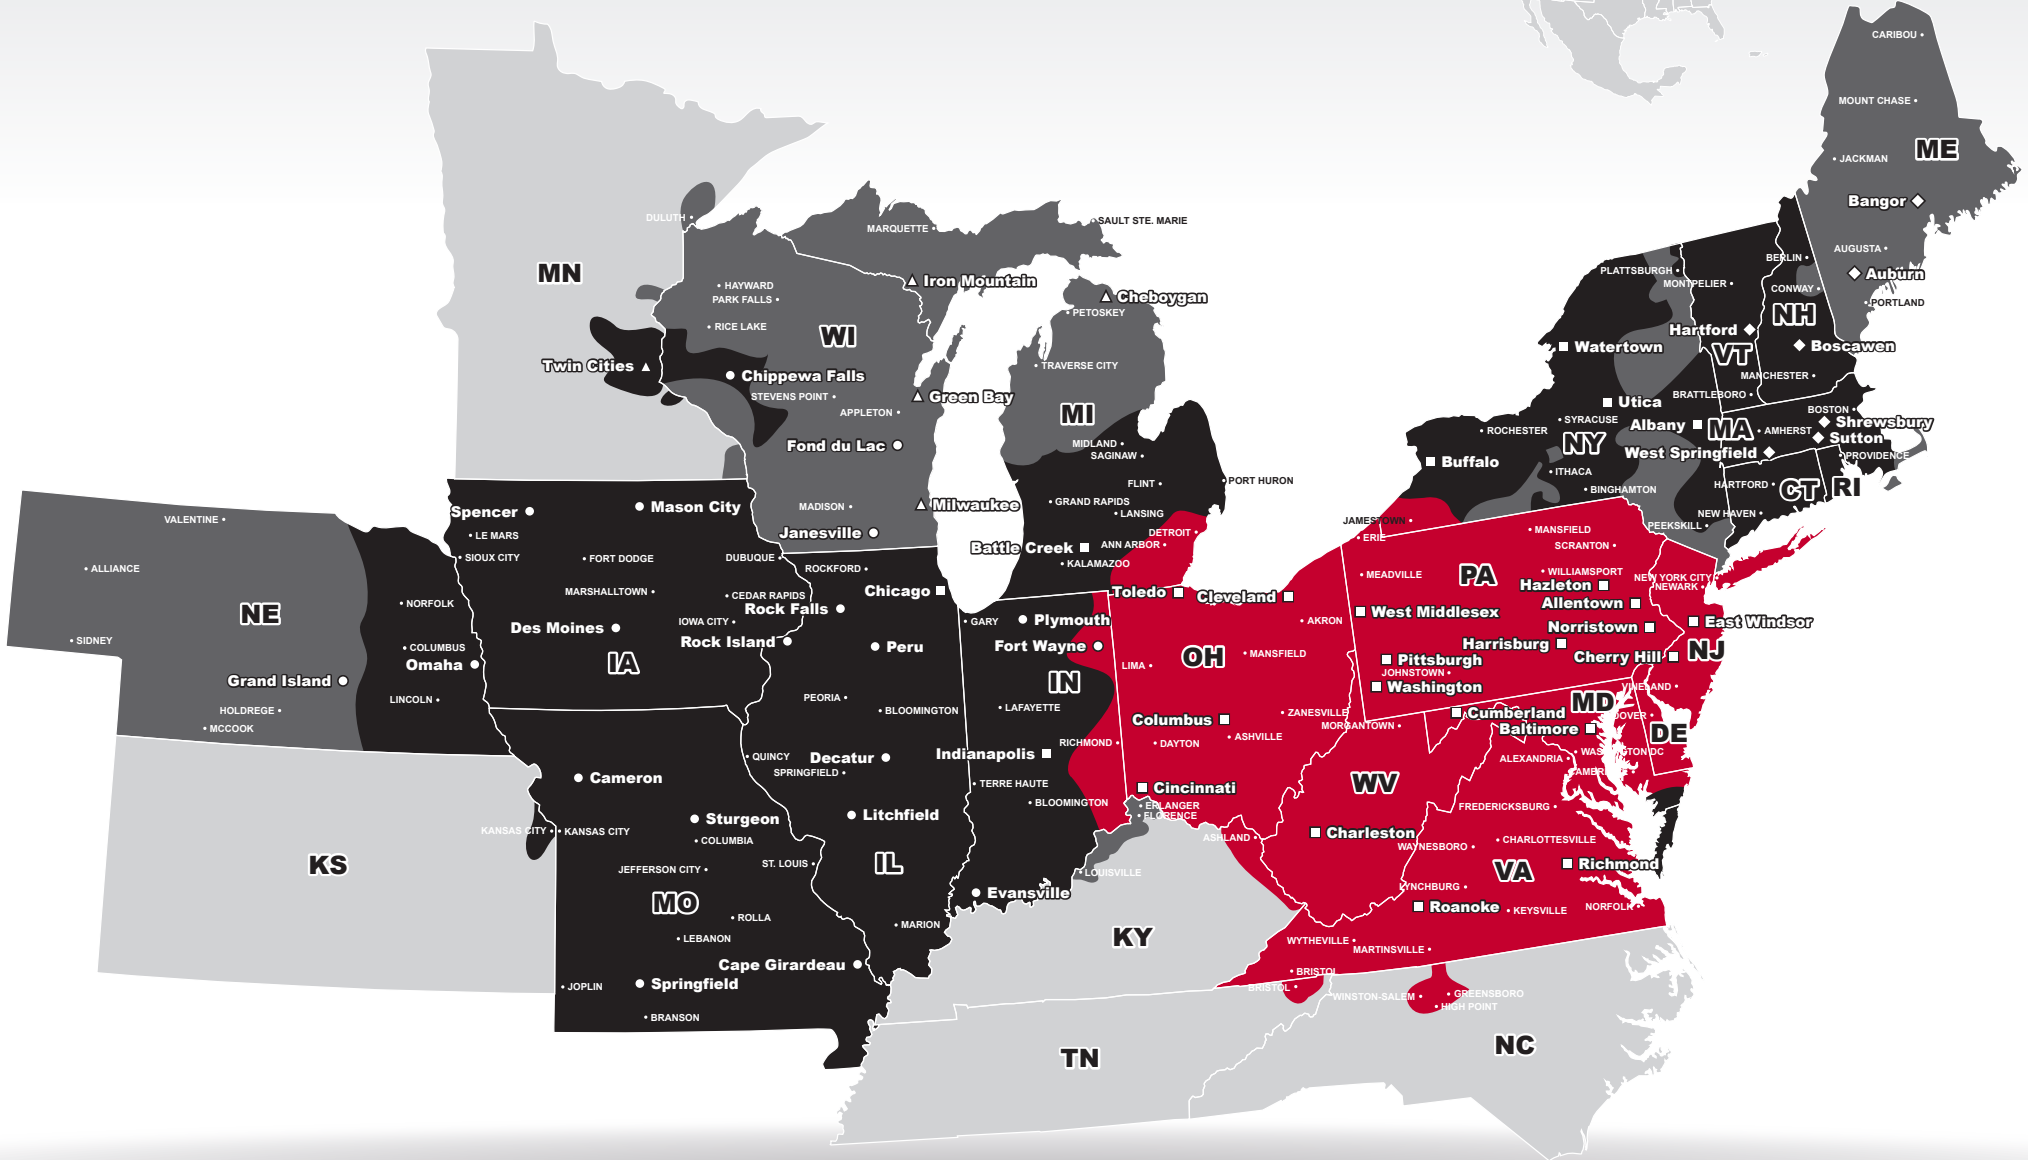 CARIBOU
MOUNT CHASE
ME
JACKMAN
Bangor
AUGUSTA
Auburn
PORTLAND
DULUTH
MARQUETTE
SAULT STE. MARIE
MN
Iron Mountain
HAYWARD
PARK FALLS
Cheboygan
PETOSKEY
RICE LAKE
WI
Twin Cities
Chippewa Falls
TRAVERSE CITY
STEVENS POINT
Green Bay
APPLETON
MI
Fond du Lac
MIDLAND
SAGINAW
FLINT
PORT HURON
GRAND RAPIDS
LANSING
MADISON
Milwaukee
Janesville
DETROIT
ANN ARBOR
Battle Creek
KALAMAZOO
BERLIN
PLATTSBURGH
MONTPELIER
CONWAY
NH
Hartford
Boscawen
VT
Watertown
MANCHESTER
BRATTLEBORO
Utica
BOSTON
SYRACUSE
Albany
MA
AMHERST
Shrewsbury
Sutton
ROCHESTER
NY
West Springfield
PROVIDENCE
Buffalo
ITHACA
HARTFORD
CT
RI
BINGHAMTON
NEW HAVEN
PEEKSKILL
JAMESTOWN
ERIE
VALENTINE
ALLIANCE
NE
NORFOLK
SIDNEY
COLUMBUS
Omaha
Grand Island
LINCOLN
HOLDREGE
MCCOOK
Spencer
Mason City
LE MARS
SIOUX CITY
FORT DODGE
DUBUQUE
MARSHALLTOWN
CEDAR RAPIDS
Des Moines
IOWA CITY
IA
ROCKFORD
Chicago
Rock Falls
Rock Island
Peru
PEORIA
BLOOMINGTON
QUINCY
Decatur
SPRINGFIELD
Litchfield
IL
MARION
GARY
Plymouth
Fort Wayne
IN
LAFAYETTE
RICHMOND
Indianapolis
TERRE HAUTE
BLOOMINGTON
Evansville
Toledo
Cleveland
AKRON
LIMA
OH
MANSFIELD
Columbus
ZANESVILLE
DAYTON
ASHVILLE
Cincinnati
ERLANGER
FLORENCE
ASHLAND
LOUISVILLE
MANSFIELD
SCRANTON
MEADVILLE
PA
WILLIAMSPORT
NEW YORK CITY
NEWARK
Hazleton
West Middlesex
Allentown
Norristown
East Windsor
Harrisburg
Cherry Hill
NJ
Pittsburgh
JOHNSTOWN
Washington
VINELAND
MORGANTOWN
Cumberland
MD
DOVER
Baltimore
DE
WASHINGTON DC
ALEXANDRIA
CAMBRIDGE
WV
FREDERICKSBURG
Charleston
CHARLOTTESVILLE
WAYNESBORO
VA
Richmond
LYNCHBURG
Roanoke
KEYSVILLE
NORFOLK
WYTHEVILLE
MARTINSVILLE
BRISTOL
BRISTOL
WINSTON-SALEM
GREENSBORO
HIGH POINT
NC
KY
TN
Cameron
Sturgeon
KANSAS CITY
KANSAS CITY
COLUMBIA
KS
JEFFERSON CITY
ST. LOUIS
MO
ROLLA
LEBANON
Cape Girardeau
Springfield
JOPLIN
BRANSON